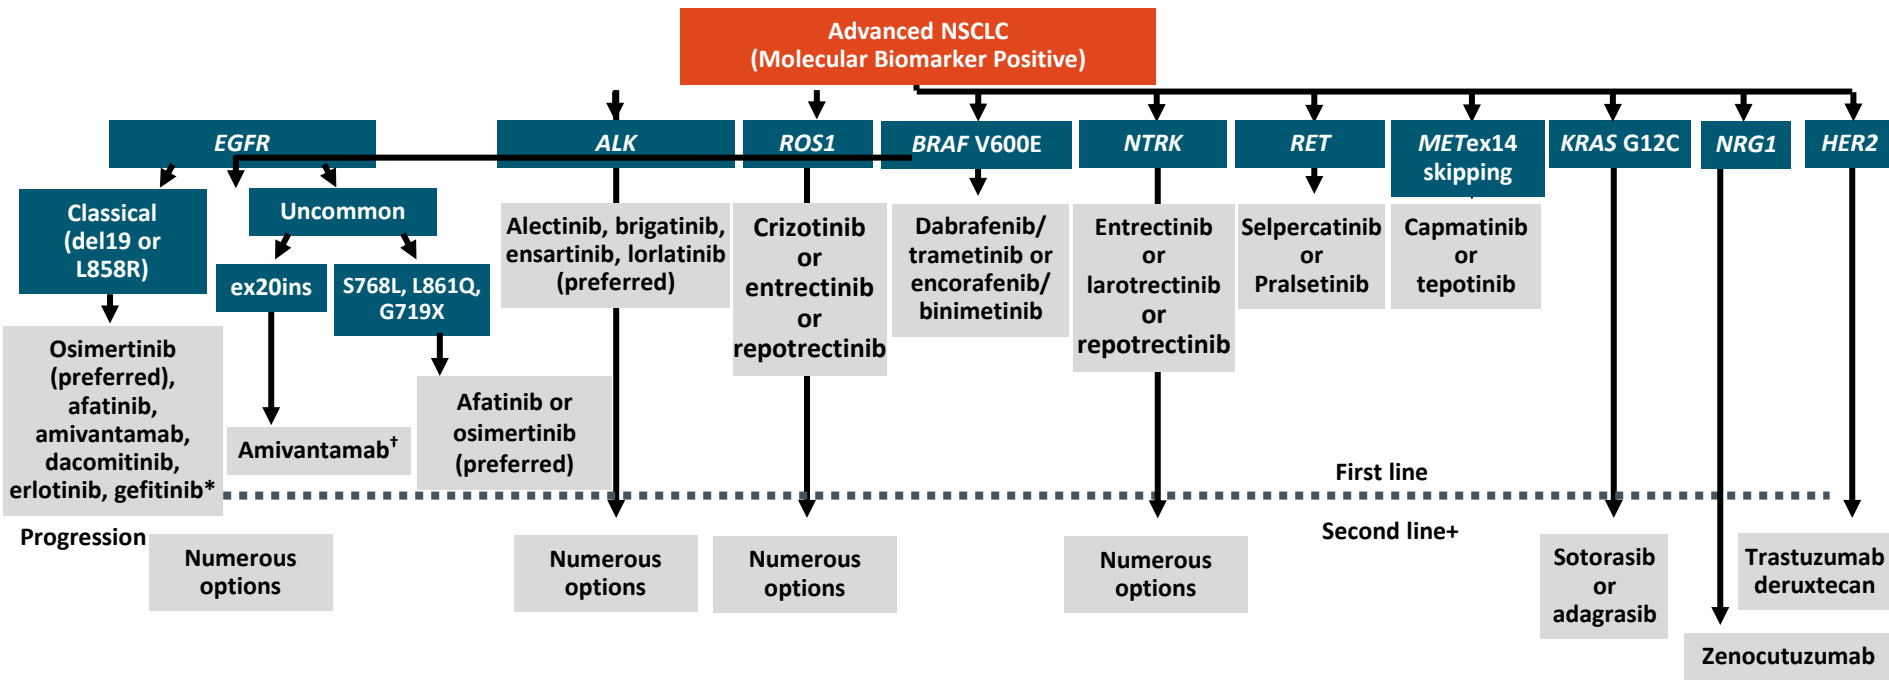 Advanced NSCLC
(Molecular Biomarker Positive)
EGFR
ALK
ROS1
BRAF V600E
NTRK
RET
METex14
skipping
KRAS G12C
NRG1
HER2
Classical
(del19 or
L858R)
Uncommon
ex20ins
S768L, L861Q,
G719X
Osimertinib
(preferred),
afatinib,
amivantamab,
dacomitinib,
erlotinib, gefitinib*
Amivantamab†
Afatinib or
osimertinib
(preferred)
Alectinib, brigatinib,
ensartinib, lorlatinib
(preferred)
Crizotinib
or
entrectinib
or
repotrectinib
Dabrafenib/
trametinib or
encorafenib/
binimetinib
Entrectinib
or
larotrectinib
or
repotrectinib
Selpercatinib
or
Pralsetinib
Capmatinib
or
tepotinib
First line
Progression
Second line+
Numerous
options
Numerous
options
Numerous
options
Numerous
options
Sotorasib
or
adagrasib
Trastuzumab
deruxtecan
Zenocutuzumab